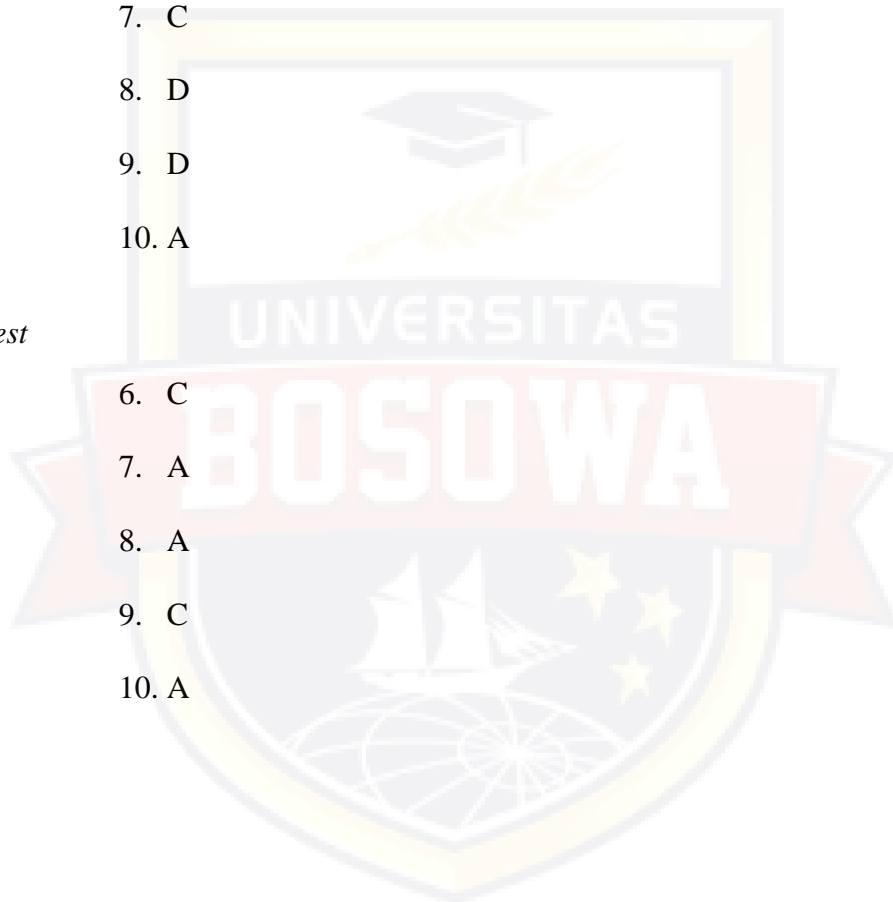 7. C
8. D
9. D
10. A
est
6. C
7. A
8. A
9. C
10. A
UNIVERSITAS
BOSOWA